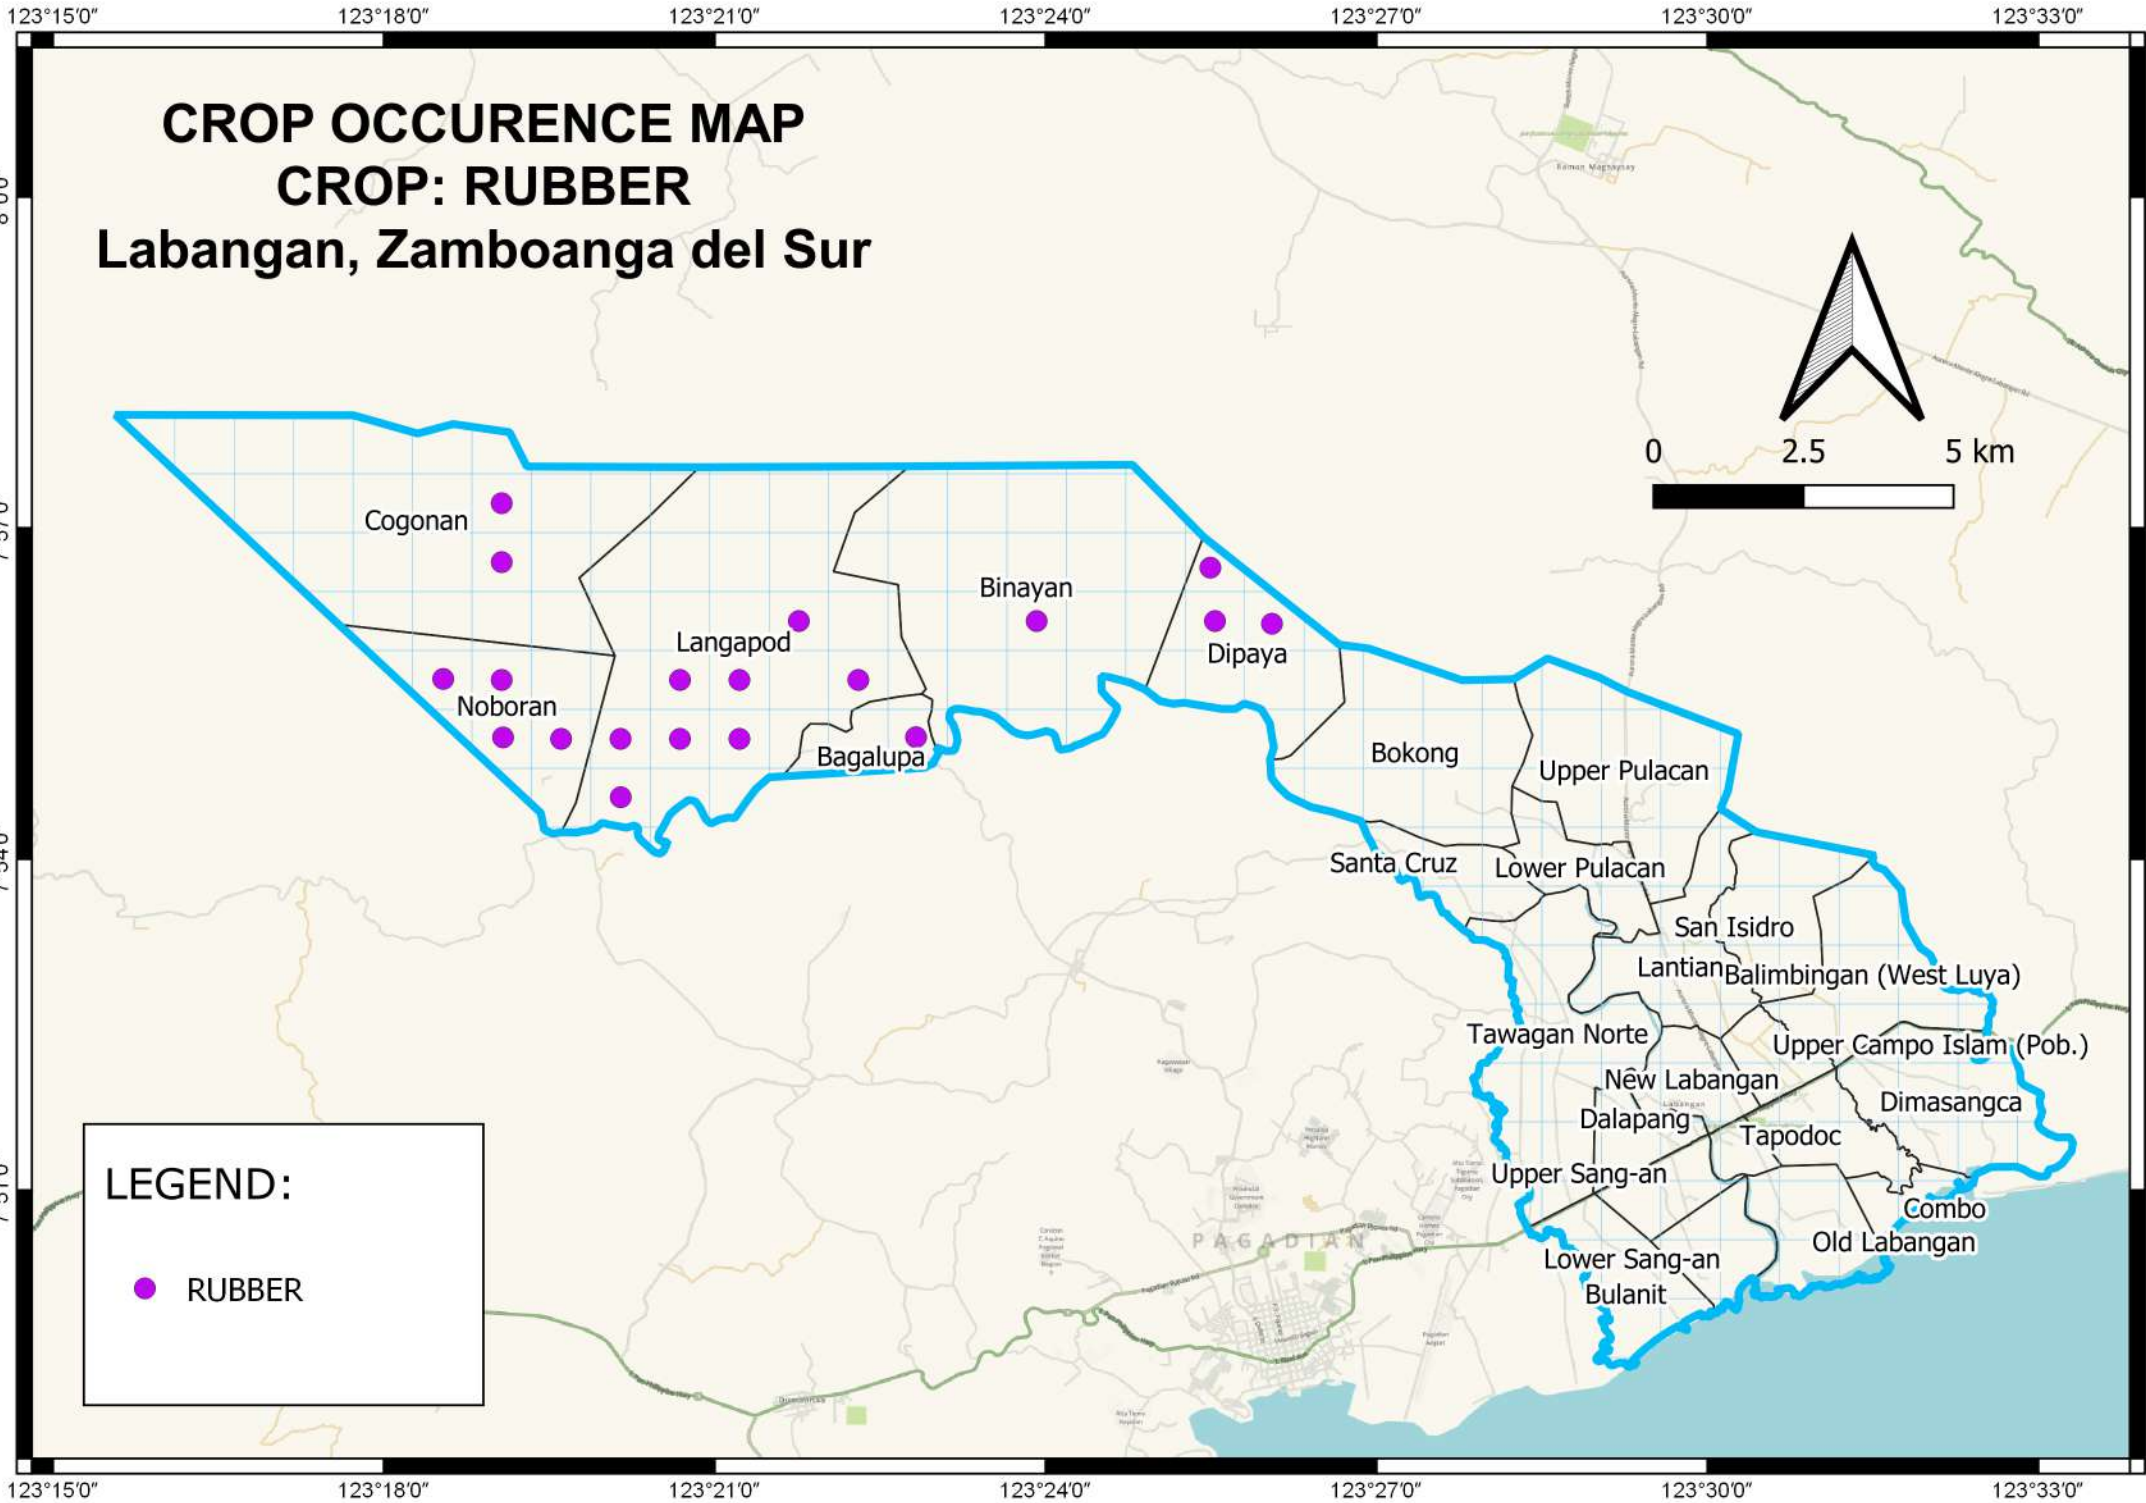 123°15'0" 123°18'0" 123°21'0" 123°24'0" 123°27'0" 123°30'0" 123°33'0"
CROP OCCURENCE MAP
CROP: RUBBER
Labangan, Zamboanga del Sur
Ramon Magsaysay
0 2.5 5 km
Cogonan
Binayan
Langapod
Dipaya
Noboran
Bagalupa
Bokong
Upper Pulacan
Santa Cruz
Lower Pulacan
San Isidro
Lantian
Balimbingan (West Luya)
Tawagan Norte
Upper Campo Islam (Pob.)
New Labangan
Labangan
Dimasangca
Dalapang
Tapodoc
Upper Sang-an
Combo
Old Labangan
PAGADIAN
Lower Sang-an
Bulanit
LEGEND:
RUBBER
123°15'0" 123°18'0" 123°21'0" 123°24'0" 123°27'0" 123°30'0" 123°33'0"